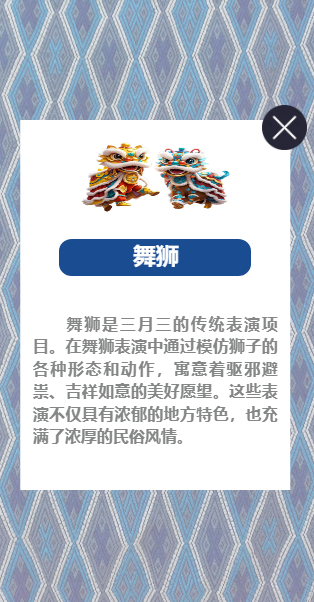 舞狮
舞狮是三月三的传统表演项
目。在舞狮表演中通过模仿狮子的
各种形态和动作，寓意着驱邪避
祟、吉祥如意的美好愿望。这些表
演不仅具有浓郁的地方特色，也充
满了浓厚的民俗风情。